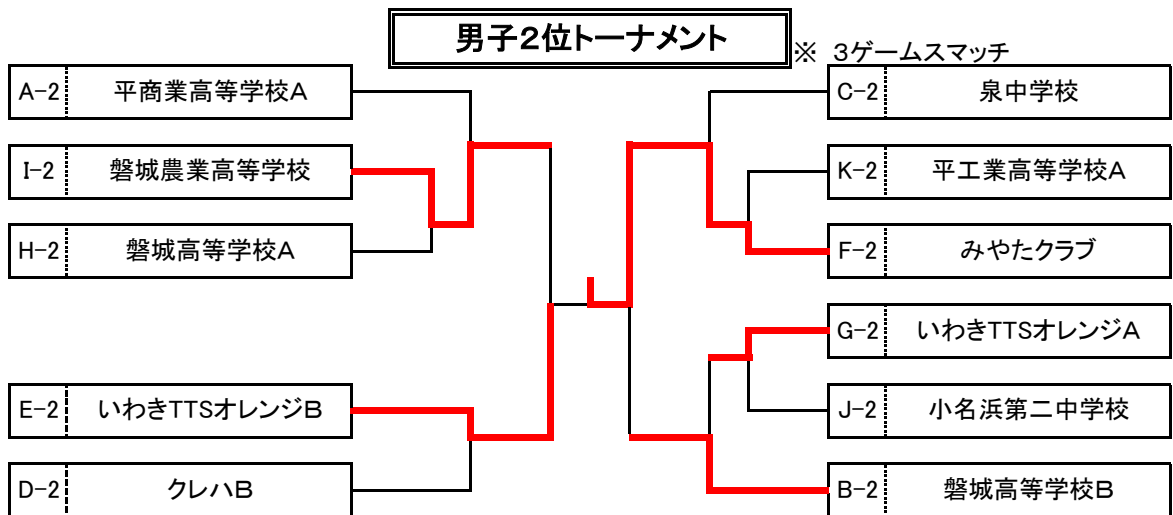 男子2位トーナメント
※ 3ゲームスマッチ
A-2 平商業高等学校A
I-2 磐城農業高等学校
H-2 磐城高等学校A
E-2 いわきTTSオレンジB
D-2 クレハB
C-2 泉中学校
K-2 平工業高等学校A
F-2 みやたクラブ
G-2 いわきTTSオレンジA
J-2 小名浜第二中学校
B-2 磐城高等学校B